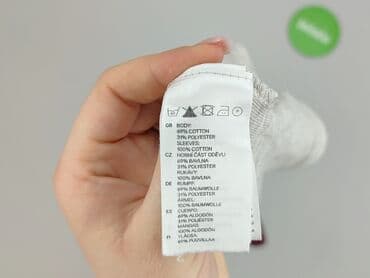 GB BODY:
69% COTTON
31% POLYESTER
SLEEVES:
100% COTTON
CZ HORNÍ ČÁST ODĚVU:
69% BAVLNA
31% POLYESTER
RUKÁVY:
100% BAVLNA
DE RUMPF:
69% BAUMWOLLE
31% POLYESTER
ÄRMEL:
100% BAUMWOLLE
ES CUERPO:
69% ALGODÓN
31% POLIÉSTER
MANGAS:
100% ALGODÓN
FI YLÄOSA:
69% PUUVILLAA